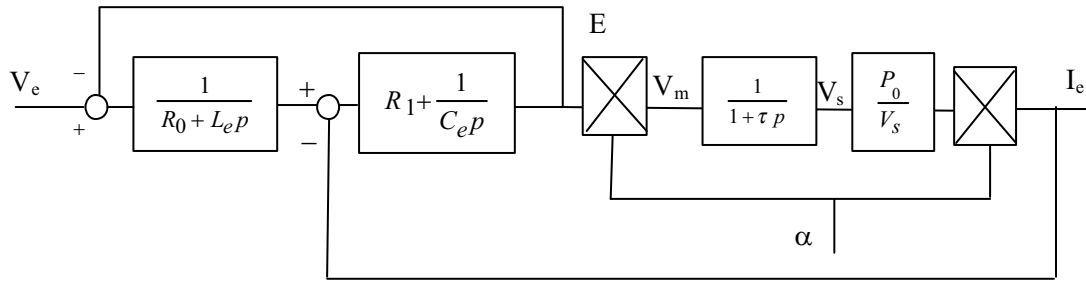 E
V_e
−
+
1 / (R_0 + L_e p)
+
−
R_1 + 1 / (C_e p)
V_m
1 / (1 + τ p)
V_s
P_0 / V_s
I_e
α